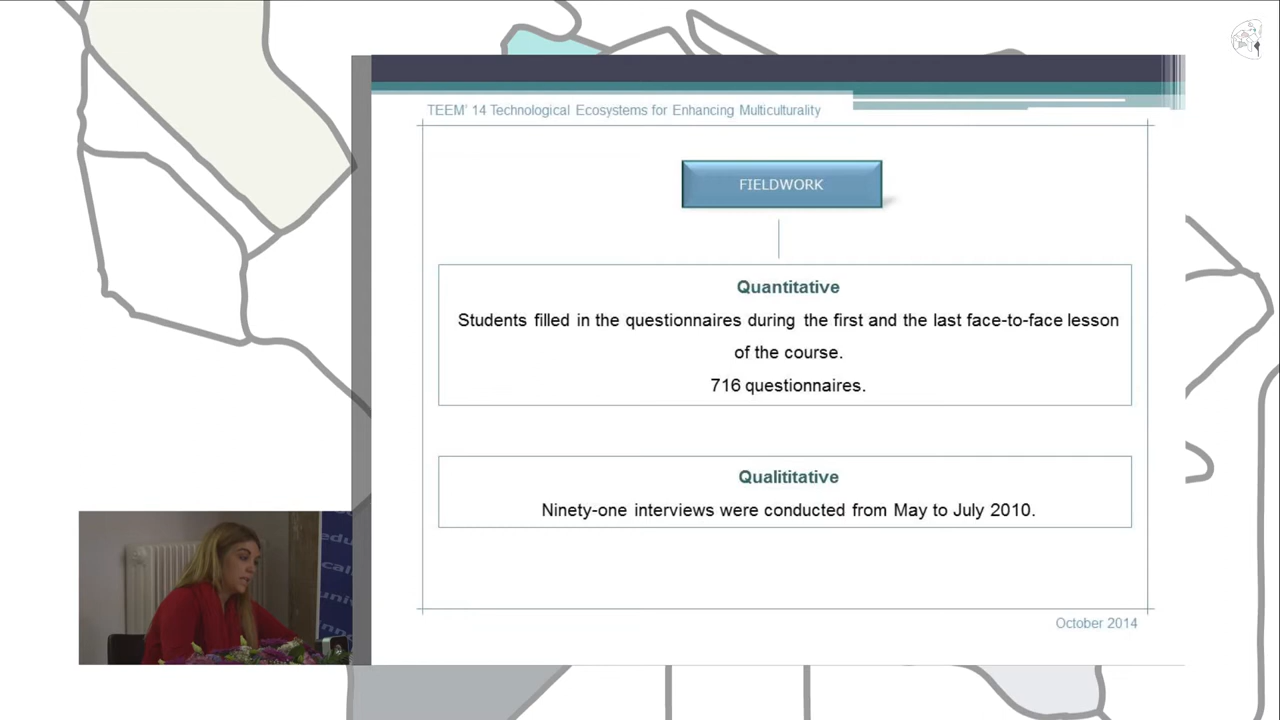 TEEM' 14 Technological Ecosystems for Enhancing Multiculturality
FIELDWORK
Quantitative
Students filled in the questionnaires during the first and the last face-to-face lesson
of the course.
716 questionnaires.
Qualititative
Ninety-one interviews were conducted from May to July 2010.
October 2014